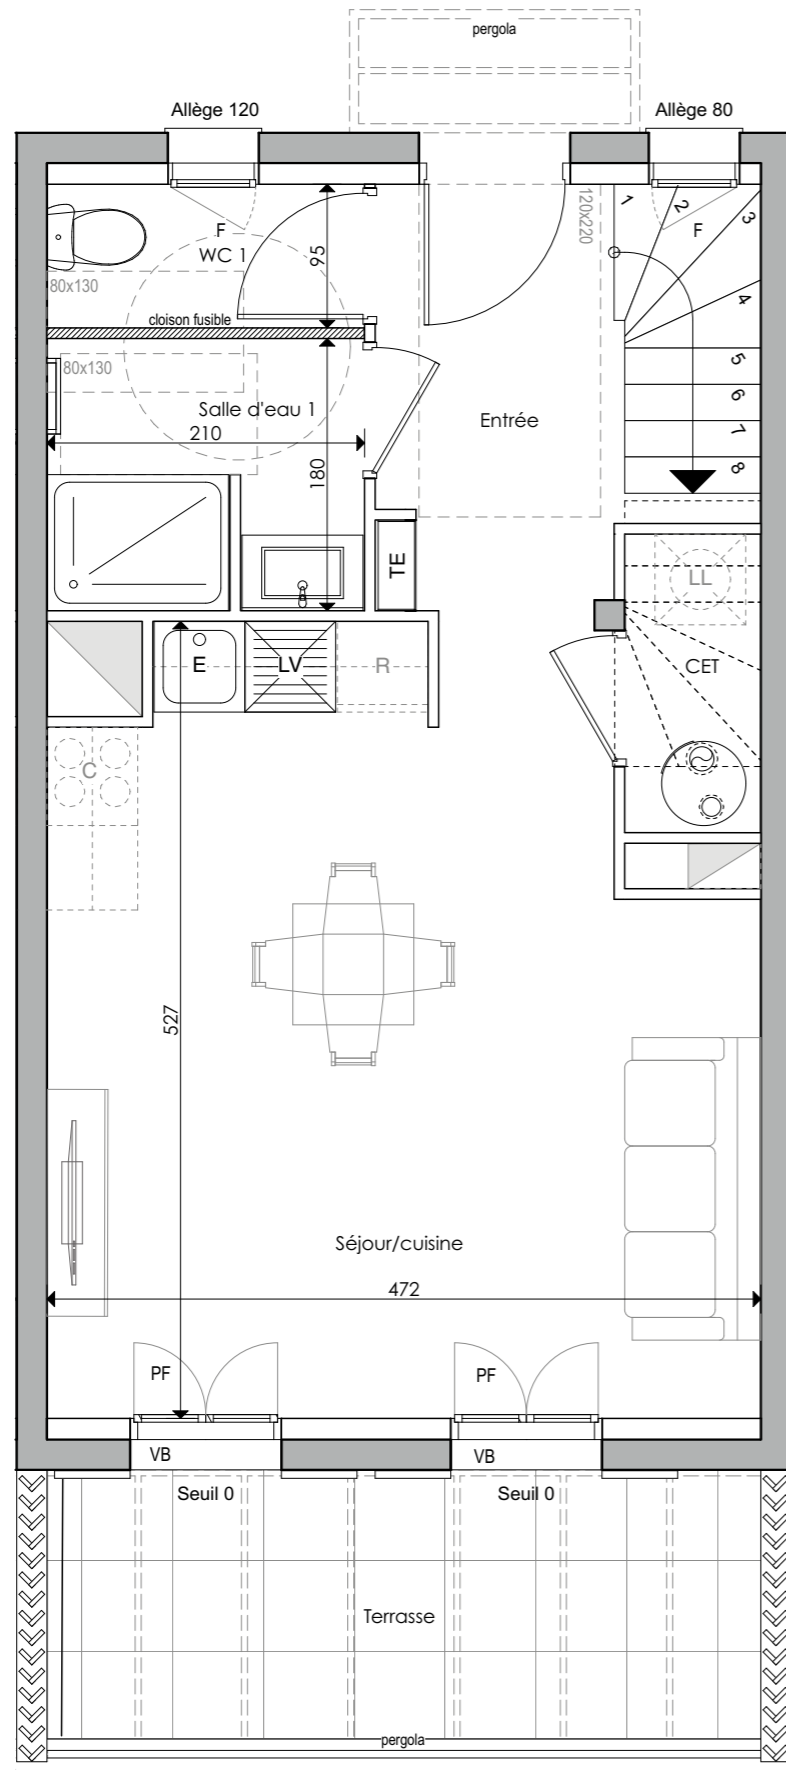 pergola
Allège 120
Allège 80
F
WC 1
95
120x220
1
2
3
F
4
80x130
cloison fusible
80x130
5
6
7
8
Salle d'eau 1
210
180
Entrée
TE
LL
E
LV
R
CET
C
527
Séjour/cuisine
472
PF
PF
VB
VB
Seuil 0
Seuil 0
Terrasse
pergola